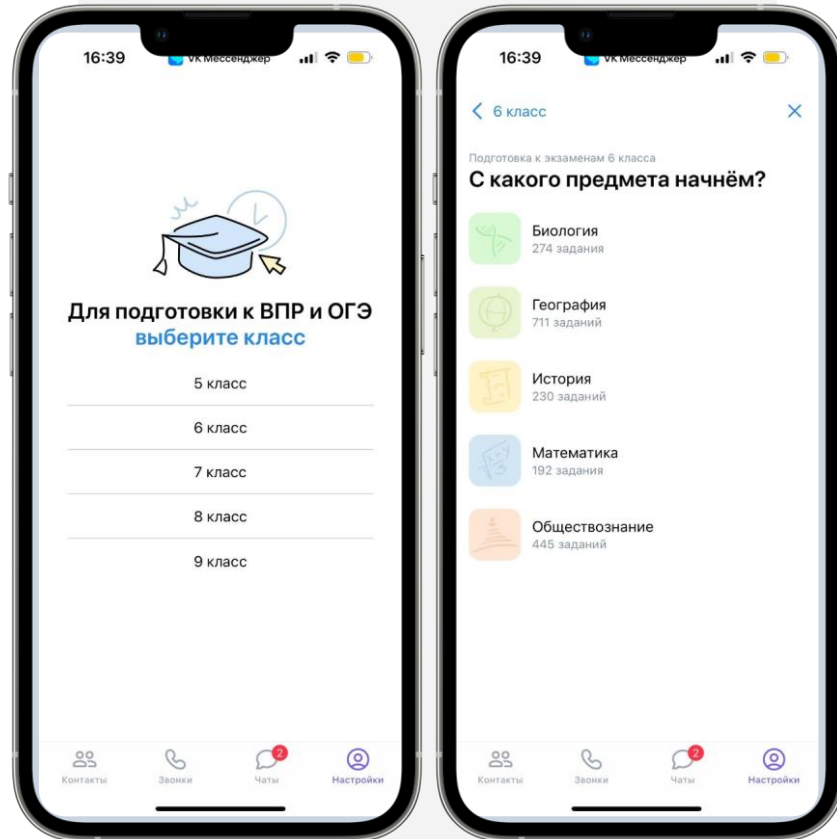 16:39
VK Мессенджер
Для подготовки к ВПР и ОГЭ
выберите класс
5 класс
6 класс
7 класс
8 класс
9 класс
Контакты
Звонки
Чаты
2
Настройки
16:39
VK Мессенджер
6 класс
Подготовка к экзаменам 6 класса
С какого предмета начнём?
Биология
274 задания
География
711 заданий
История
230 заданий
Математика
192 задания
Обществознание
445 заданий
Контакты
Звонки
Чаты
2
Настройки